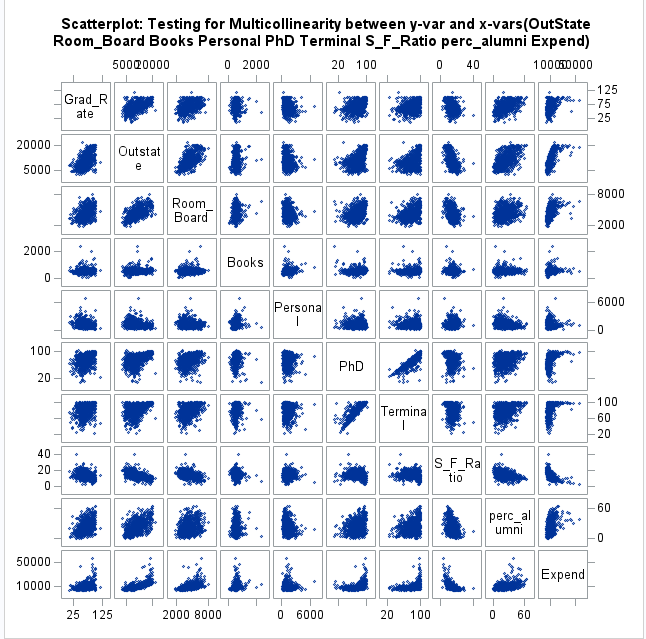 Scatterplot: Testing for Multicollinearity between y-var and x-vars(OutState
Room_Board Books Personal PhD Terminal S_F_Ratio perc_alumni Expend)
5000 20000 0 2000 20 100 0 40 10000 50000
Grad_R
ate
125
75
25
20000
5000
Outstat
e
Room_
Board
8000
2000
2000
0
Books
Persona
l
6000
0
100
20
PhD
Termina
l
100
60
20
40
20
0
S_F_Ra
tio
perc_al
umni
60
0
50000
10000
Expend
25 125 2000 8000 0 6000 20 100 0 60